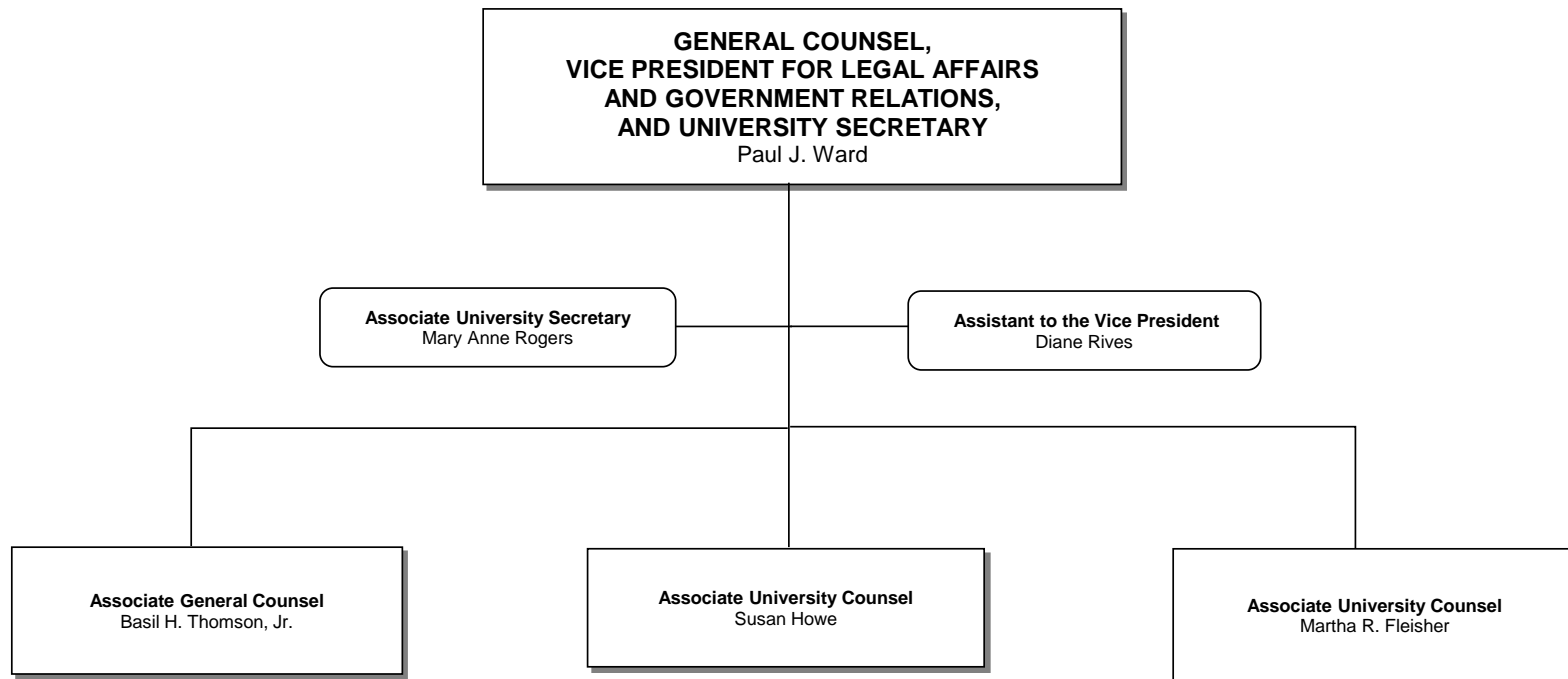 GENERAL COUNSEL,
VICE PRESIDENT FOR LEGAL AFFAIRS
AND GOVERNMENT RELATIONS,
AND UNIVERSITY SECRETARY
Paul J. Ward
Associate University Secretary
Mary Anne Rogers
Assistant to the Vice President
Diane Rives
Associate General Counsel
Basil H. Thomson, Jr.
Associate University Counsel
Susan Howe
Associate University Counsel
Martha R. Fleisher